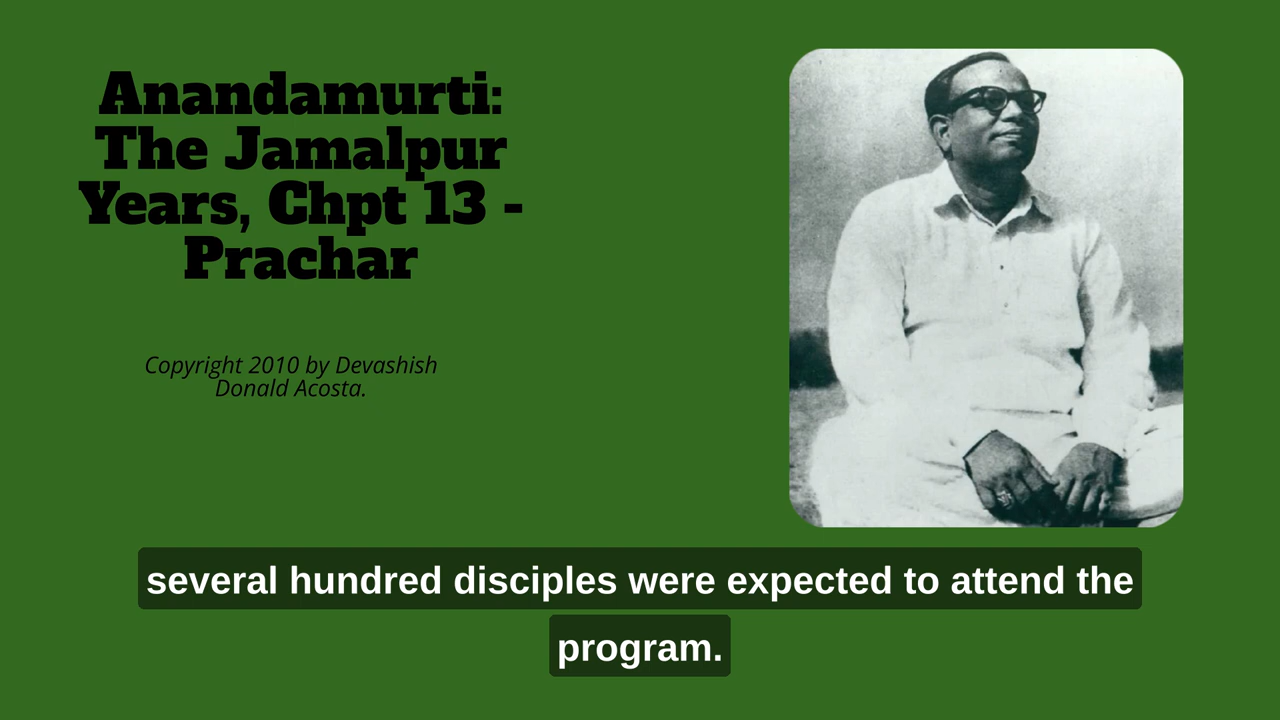 Anandamurti:
The Jamalpur
Years, Chpt 13 -
Prachar
Copyright 2010 by Devashish
Donald Acosta.
several hundred disciples were expected to attend the
program.